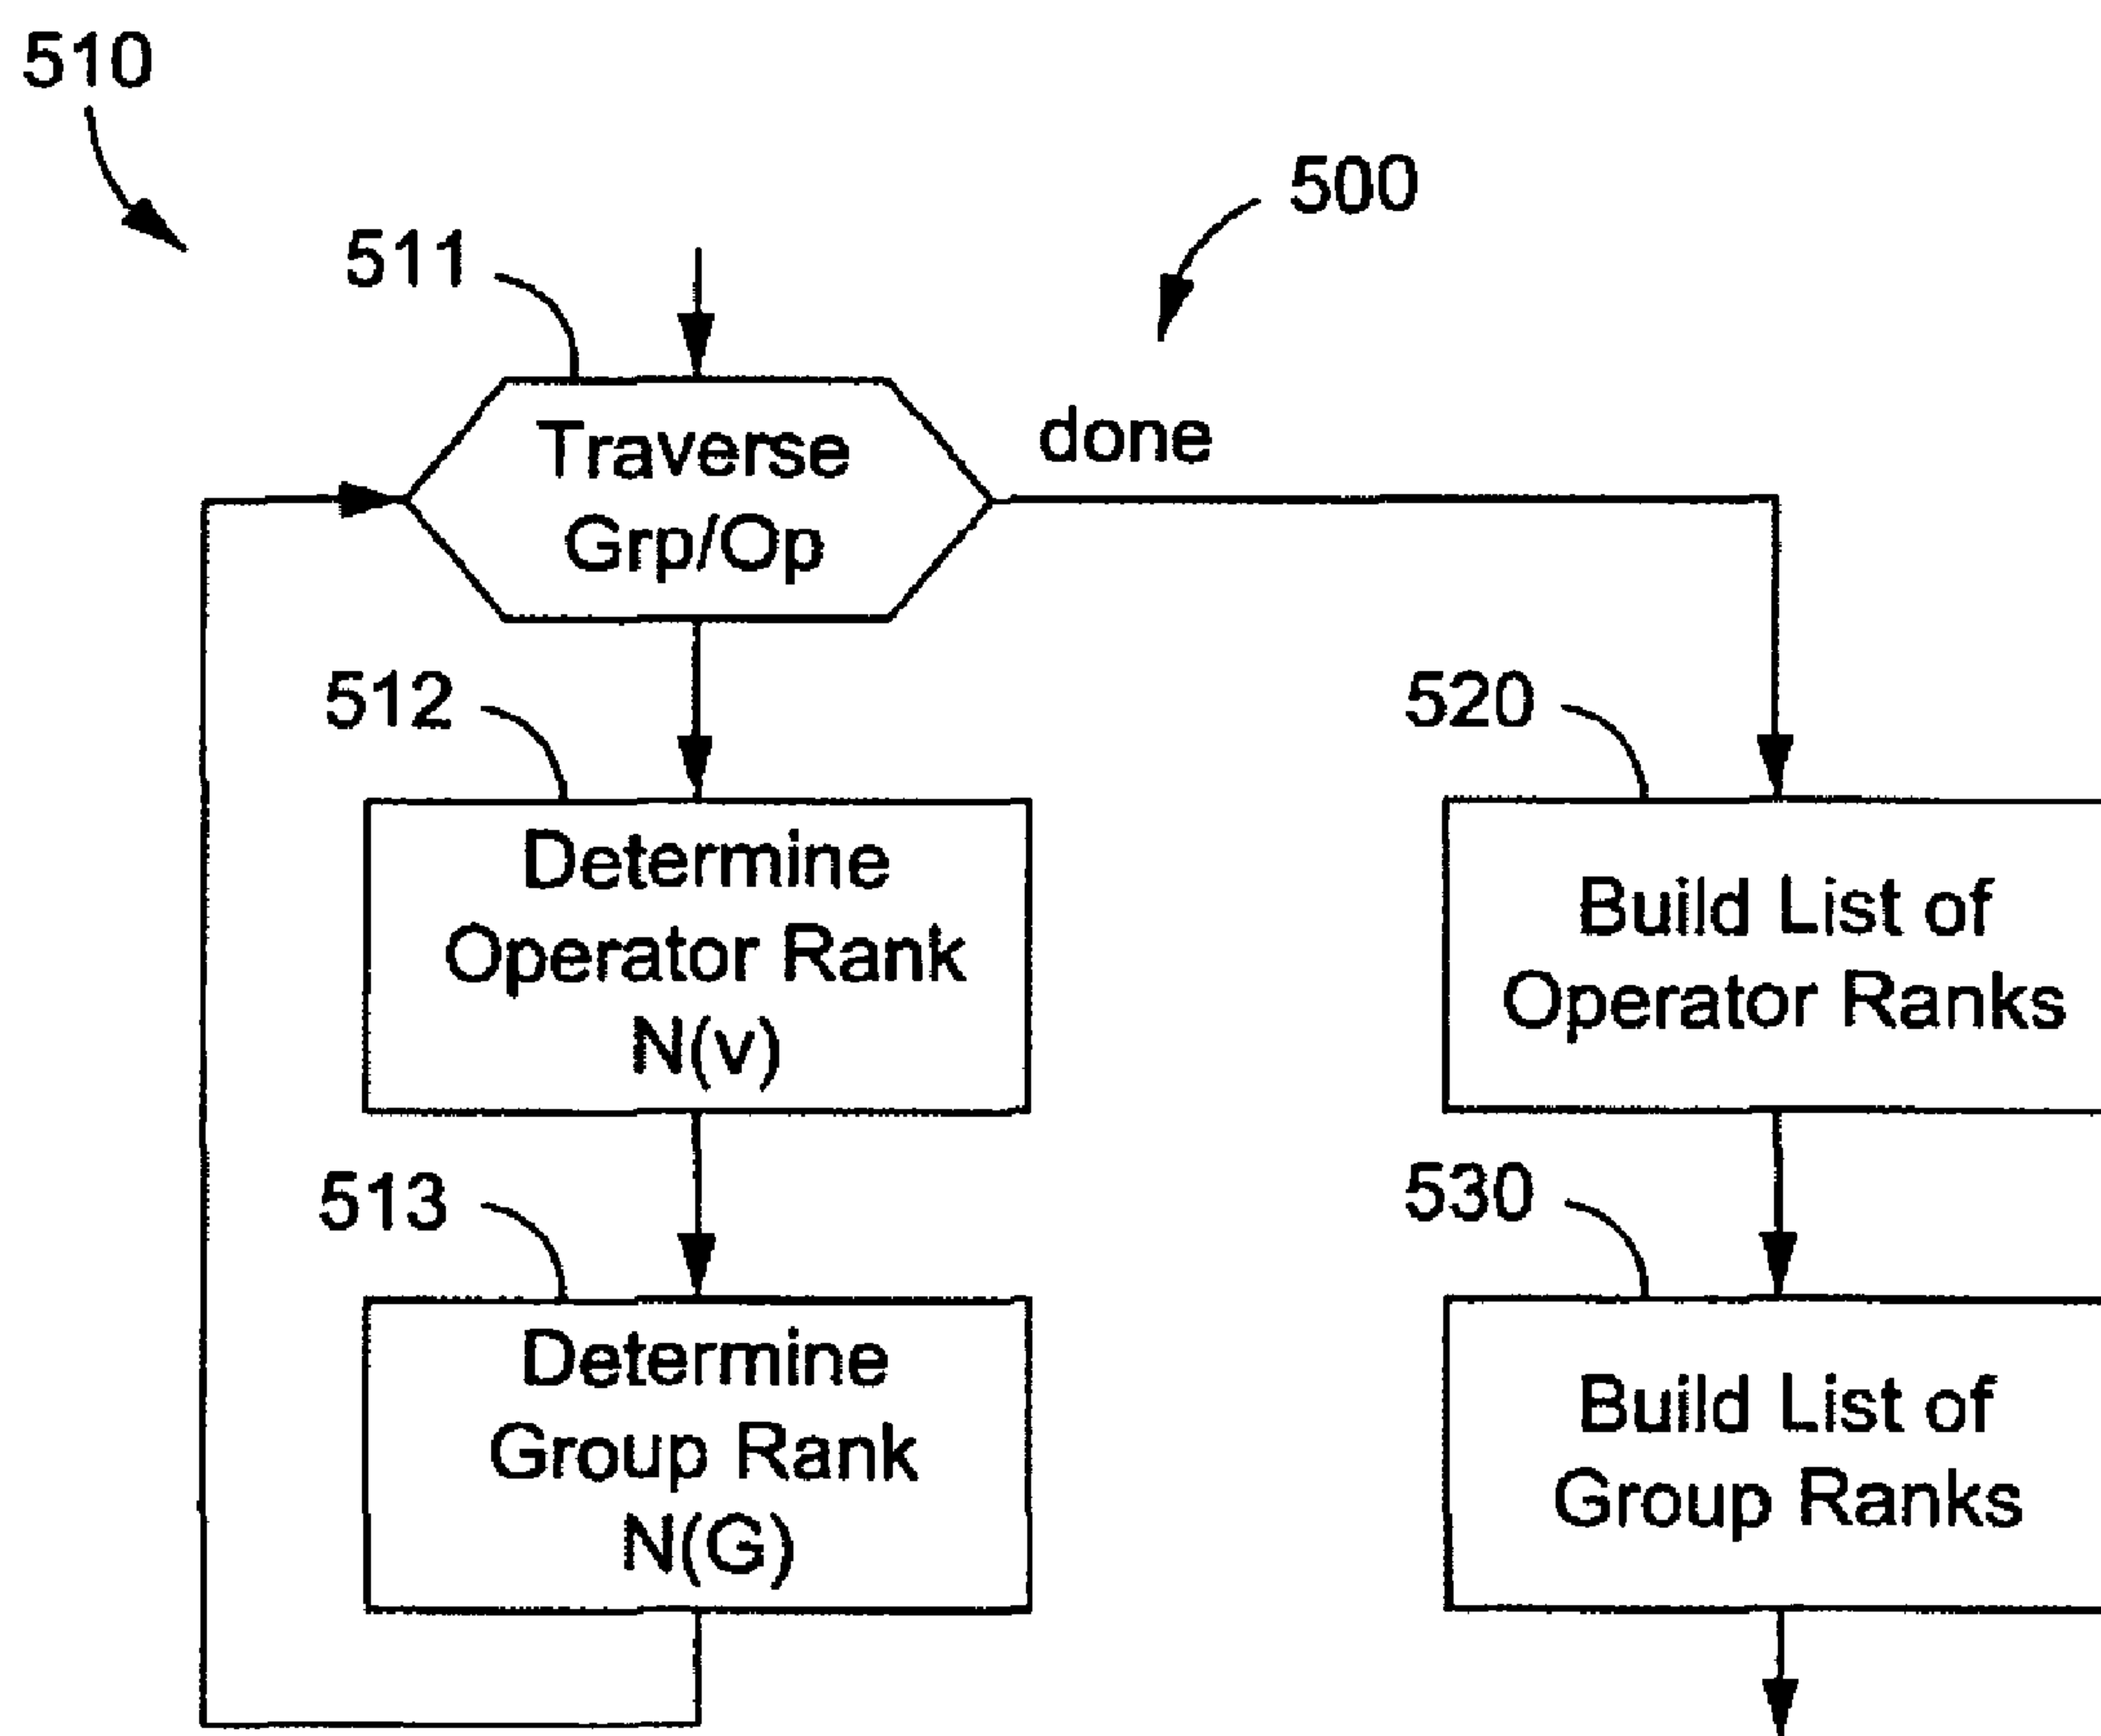 510
500
511
Traverse
Grp/Op
done
512
Determine
Operator Rank
N(v)
520
Build List of
Operator Ranks
513
Determine
Group Rank
N(G)
530
Build List of
Group Ranks